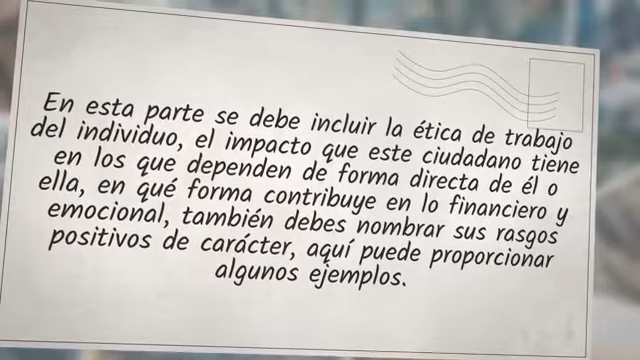 En esta parte se debe incluir la ética de trabajo
del individuo, el impacto que este ciudadano tiene
en los que dependen de forma directa de él o
ella, en qué forma contribuye en lo financiero y
emocional, también debes nombrar sus rasgos
positivos de carácter, aquí puede proporcionar
algunos ejemplos.